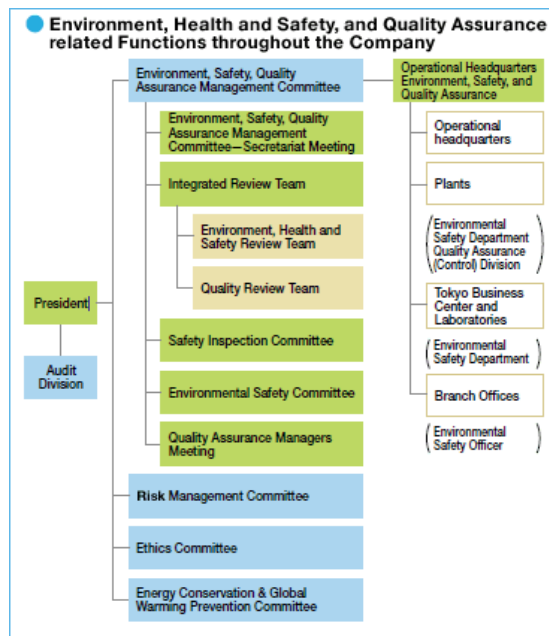 Environment, Health and Safety, and Quality Assurance
related Functions throughout the Company
Environment, Safety, Quality
Assurance Management Committee
Operational Headquarters
Environment, Safety, and
Quality Assurance
Environment, Safety, Quality
Assurance Management
Committee—Secretariat Meeting
Operational
headquarters
Integrated Review Team
Plants
Environment, Health and
Safety Review Team
(Environmental
Safety Department
Quality Assurance
(Control) Division)
Quality Review Team
Tokyo Business
Center and
Laboratories
President
Safety Inspection Committee
(Environmental
Safety Department)
Audit
Division
Environmental Safety Committee
Branch Offices
Quality Assurance Managers
Meeting
(Environmental
Safety Officer)
Risk Management Committee
Ethics Committee
Energy Conservation & Global
Warming Prevention Committee